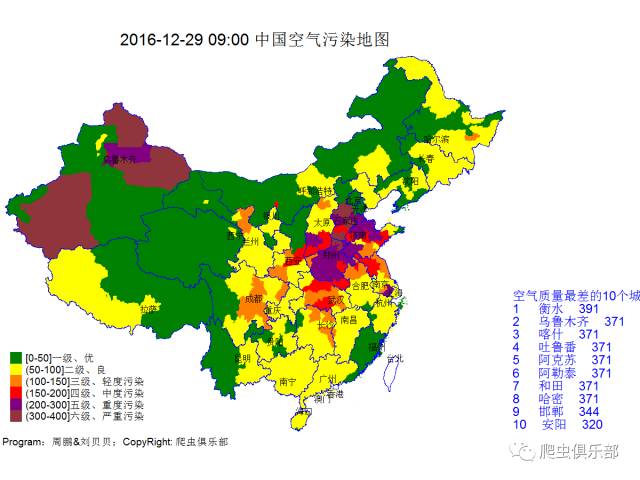 2016-12-29 09:00 中国空气污染地图
哈尔滨
长春
沈阳
乌鲁木齐
呼和浩特
北京
银川
太原
石家庄
济南
西宁
兰州
西安
郑州
合肥
南京
上海
成都
武汉
杭州
拉萨
重庆
长沙
南昌
贵阳
福州
昆明
台北
南宁
广州
香港
澳门
海口
空气质量最差的10个城
1 衡水 391
2 乌鲁木齐 371
3 喀什 371
4 吐鲁番 371
5 阿克苏 371
6 阿勒泰 371
7 和田 371
8 哈密 371
9 邯郸 344
10 安阳 320
[0-50]一级、优
(50-100]二级、良
(100-150]三级、轻度污染
(150-200]四级、中度污染
(200-300]五级、重度污染
(300-400]六级、严重污染
Program：周鹏&刘贝贝；CopyRight: 爬虫俱乐部
爬虫俱乐部